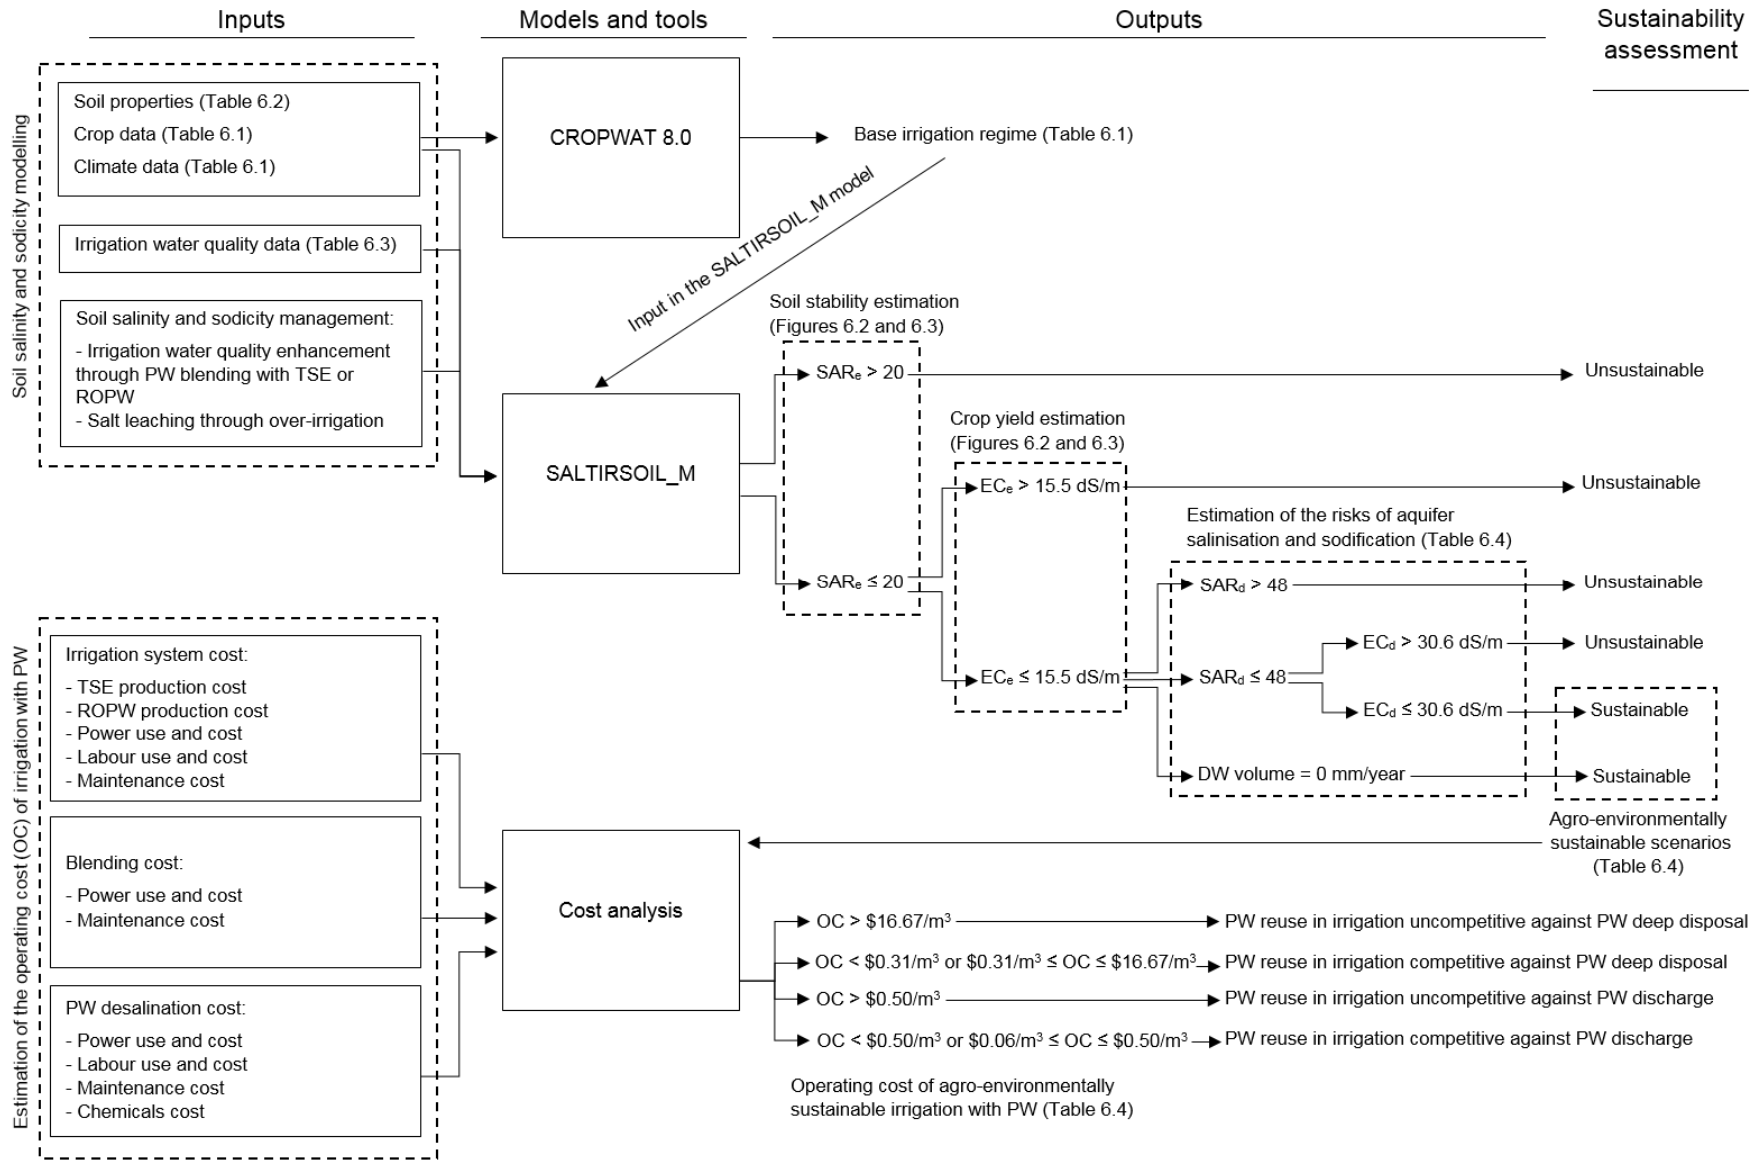 Inputs
Models and tools
Outputs
Sustainability
assessment
Soil salinity and sodicity modelling
Soil properties (Table 6.2)
Crop data (Table 6.1)
Climate data (Table 6.1)
Irrigation water quality data (Table 6.3)
Soil salinity and sodicity management:
- Irrigation water quality enhancement
through PW blending with TSE or
ROPW
- Salt leaching through over-irrigation
CROPWAT 8.0
Base irrigation regime (Table 6.1)
Input in the SALTIRSOIL_M model
SALTIRSOIL_M
Soil stability estimation
(Figures 6.2 and 6.3)
SARe > 20
Unsustainable
SARe ≤ 20
Crop yield estimation
(Figures 6.2 and 6.3)
ECe > 15.5 dS/m
Unsustainable
ECe ≤ 15.5 dS/m
Estimation of the risks of aquifer
salinisation and sodification (Table 6.4)
SARd > 48
Unsustainable
SARd ≤ 48
ECd > 30.6 dS/m
Unsustainable
ECd ≤ 30.6 dS/m
Sustainable
DW volume = 0 mm/year
Sustainable
Agro-environmentally
sustainable scenarios
(Table 6.4)
Estimation of the operating cost (OC) of irrigation with PW
Irrigation system cost:
- TSE production cost
- ROPW production cost
- Power use and cost
- Labour use and cost
- Maintenance cost
Blending cost:
- Power use and cost
- Maintenance cost
PW desalination cost:
- Power use and cost
- Labour use and cost
- Maintenance cost
- Chemicals cost
Cost analysis
OC > $16.67/m³
PW reuse in irrigation uncompetitive against PW deep disposal
OC < $0.31/m³ or $0.31/m³ ≤ OC ≤ $16.67/m³
PW reuse in irrigation competitive against PW deep disposal
OC > $0.50/m³
PW reuse in irrigation uncompetitive against PW discharge
OC < $0.50/m³ or $0.06/m³ ≤ OC ≤ $0.50/m³
PW reuse in irrigation competitive against PW discharge
Operating cost of agro-environmentally
sustainable irrigation with PW (Table 6.4)